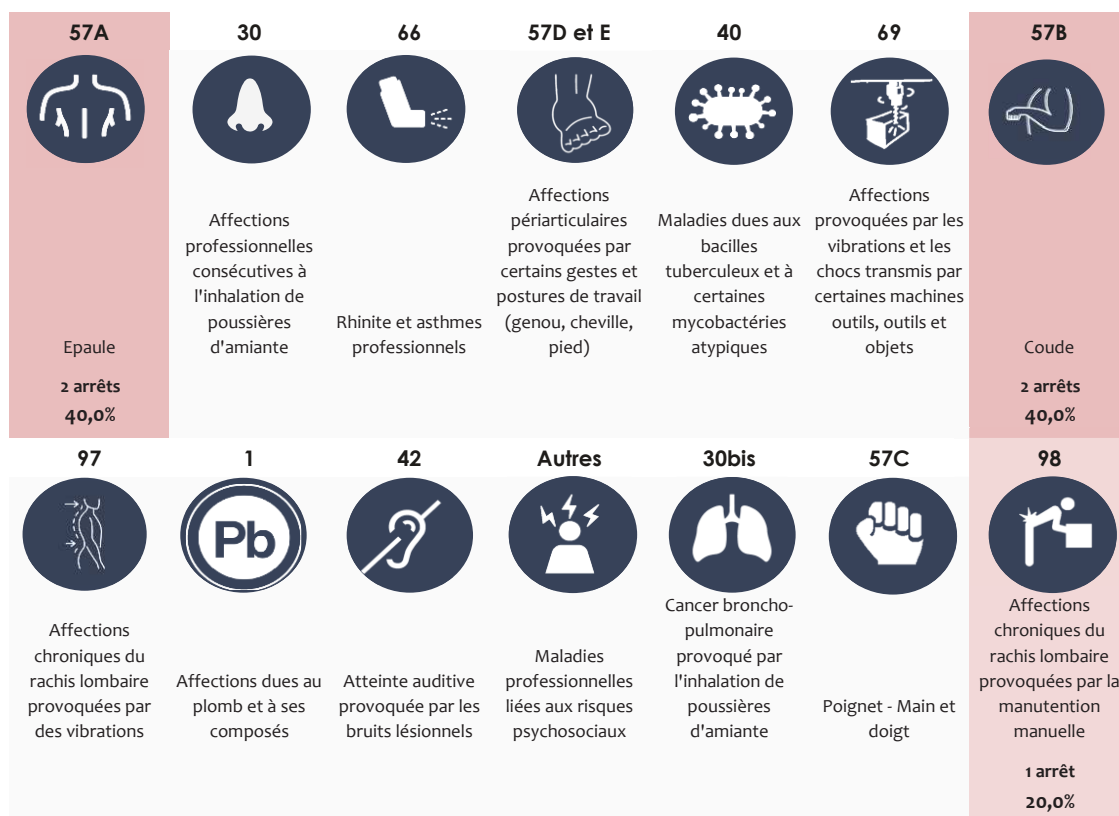 57A
30
66
57D et E
40
69
57B
Epaule
2 arrêts
40,0%
Affections
professionnelles
consécutives à
l'inhalation de
poussières
d'amiante
Rhinite et asthmes
professionnels
Affections
périarticulaires
provoquées par
certains gestes et
postures de travail
(genou, cheville,
pied)
Maladies dues aux
bacilles
tuberculeux et à
certaines
mycobactéries
atypiques
Affections
provoquées par les
vibrations et les
chocs transmis par
certaines machines
outils, outils et
objets
Coude
2 arrêts
40,0%
97
1
42
Autres
30bis
57C
98
Pb
Affections
chroniques du
rachis lombaire
provoquées par
des vibrations
Affections dues au
plomb et à ses
composés
Atteinte auditive
provoquée par les
bruits lésionnels
Maladies
professionnelles
liées aux risques
psychosociaux
Cancer broncho-
pulmonaire
provoqué par
l'inhalation de
poussières
d'amiante
Poignet - Main et
doigt
Affections
chroniques du
rachis lombaire
provoquées par la
manutention
manuelle
1 arrêt
20,0%